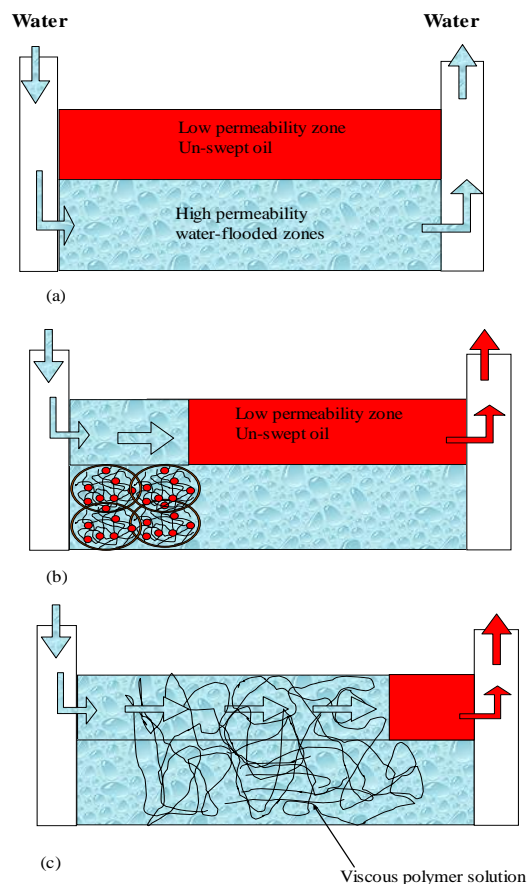 Water
Water
Low permeability zone
Un-swept oil
High permeability
water-flooded zones
(a)
Low permeability zone
Un-swept oil
(b)
(c)
Viscous polymer solution